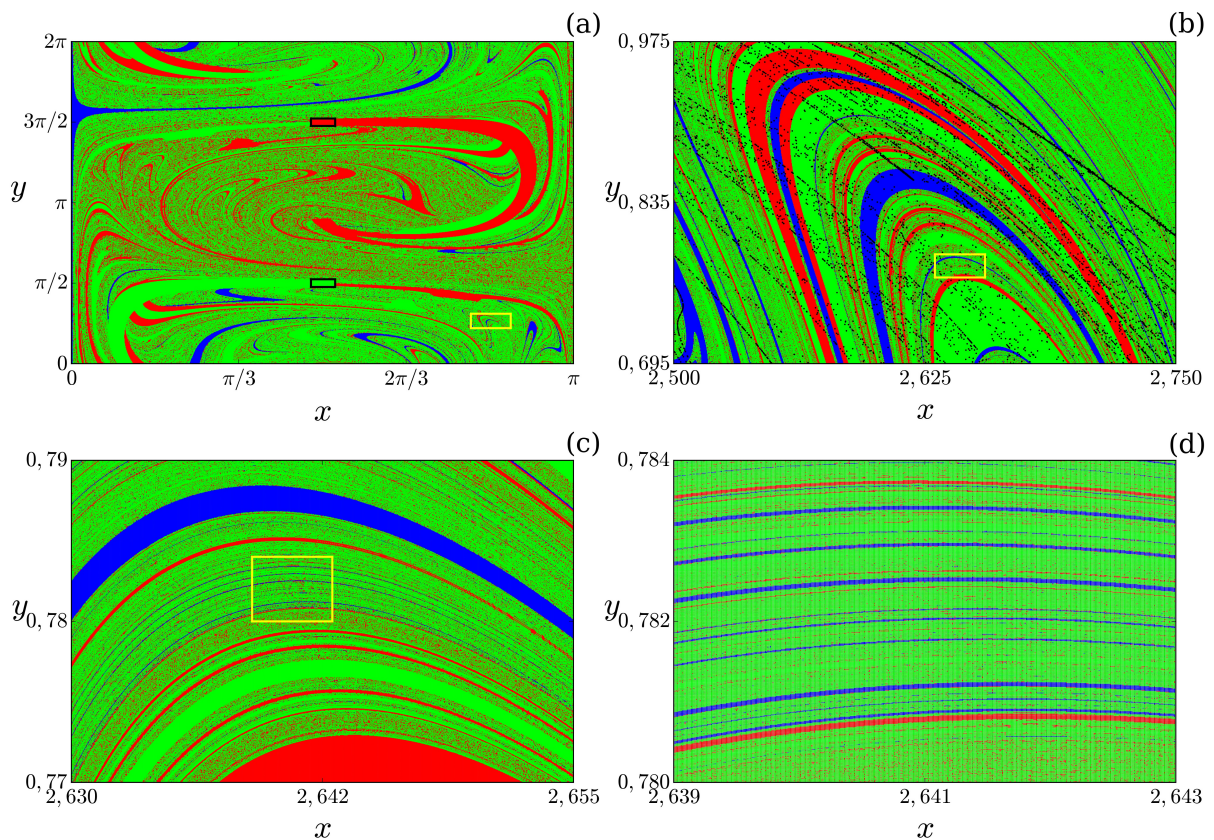 (a)
2π
3π/2
y
π
π/2
0
0
π/3
2π/3
π
x
(b)
0, 975
y
0, 835
0, 695
2, 500
2, 625
2, 750
x
(c)
0, 79
y
0, 78
0, 77
2, 630
2, 642
2, 655
x
(d)
0, 784
y
0, 782
0, 780
2, 639
2, 641
2, 643
x